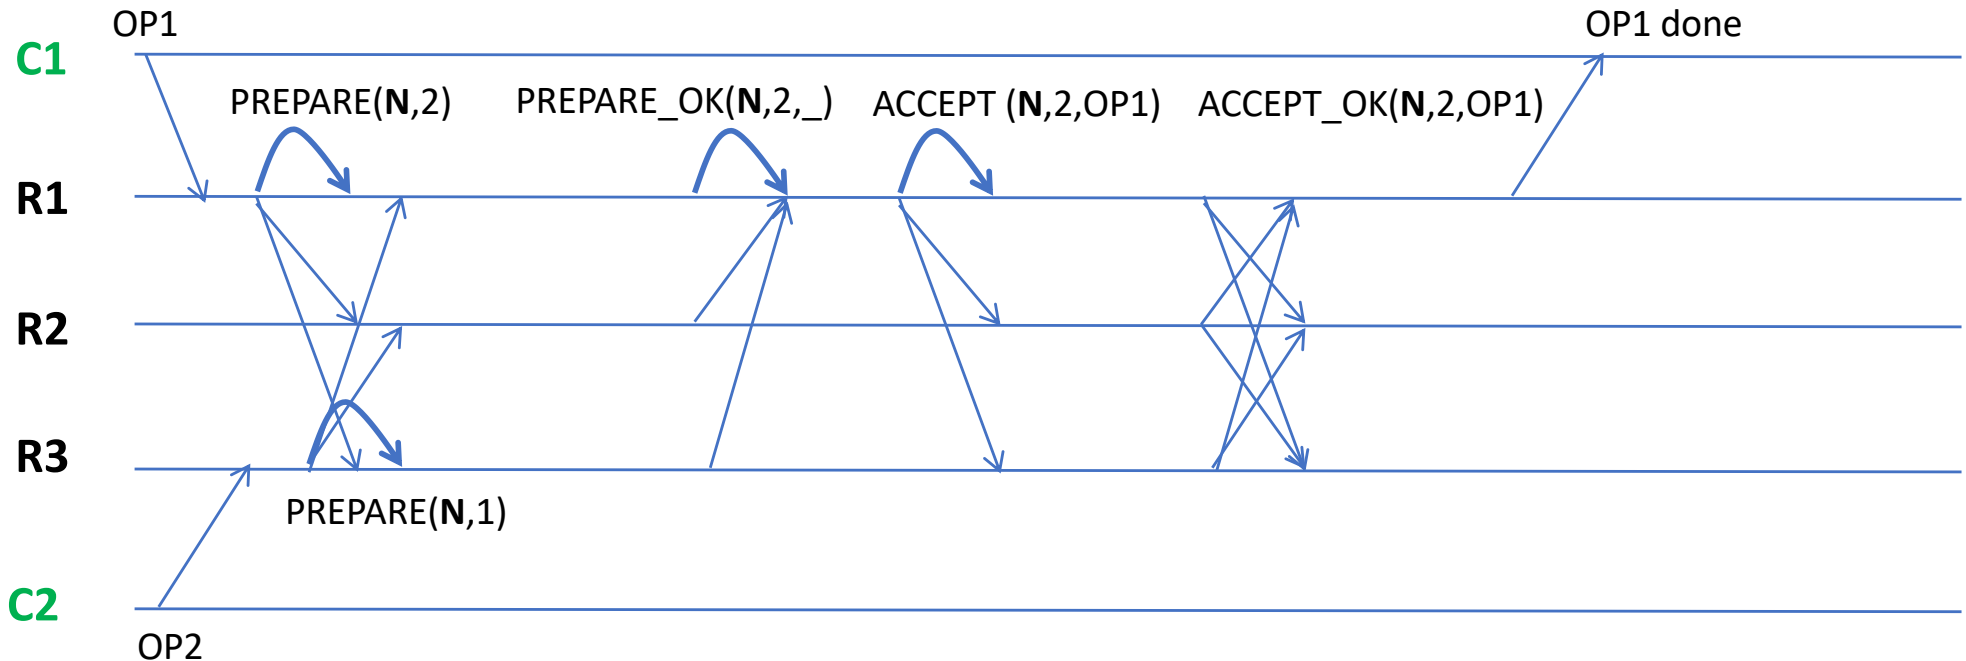 OP1
OP1 done
C1
PREPARE(N,2)
PREPARE_OK(N,2,_)
ACCEPT (N,2,OP1)
ACCEPT_OK(N,2,OP1)
R1
R2
R3
PREPARE(N,1)
C2
OP2